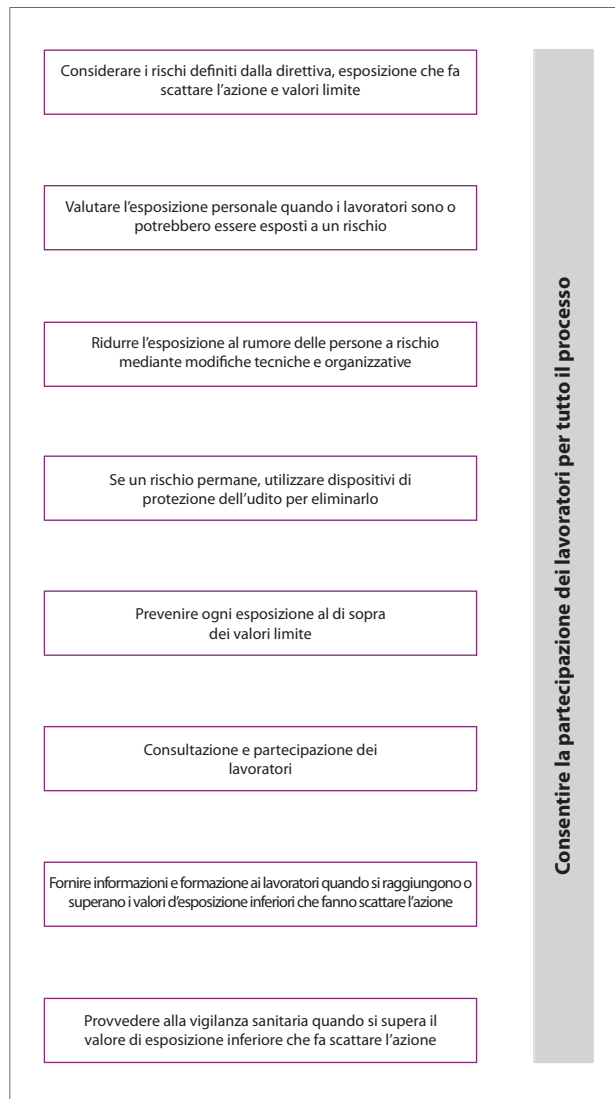 Considerare i rischi definiti dalla direttiva, esposizione che fa
scattare l’azione e valori limite
Valutare l’esposizione personale quando i lavoratori sono o
potrebbero essere esposti a un rischio
Ridurre l’esposizione al rumore delle persone a rischio
mediante modifiche tecniche e organizzative
Se un rischio permane, utilizzare dispositivi di
protezione dell’udito per eliminarlo
Prevenire ogni esposizione al di sopra
dei valori limite
Consultazione e partecipazione dei
lavoratori
Fornire informazioni e formazione ai lavoratori quando si raggiungono o
superano i valori d’esposizione inferiori che fanno scattare l’azione
Provvedere alla vigilanza sanitaria quando si supera il
valore di esposizione inferiore che fa scattare l’azione
Consentire la partecipazione dei lavoratori per tutto il processo